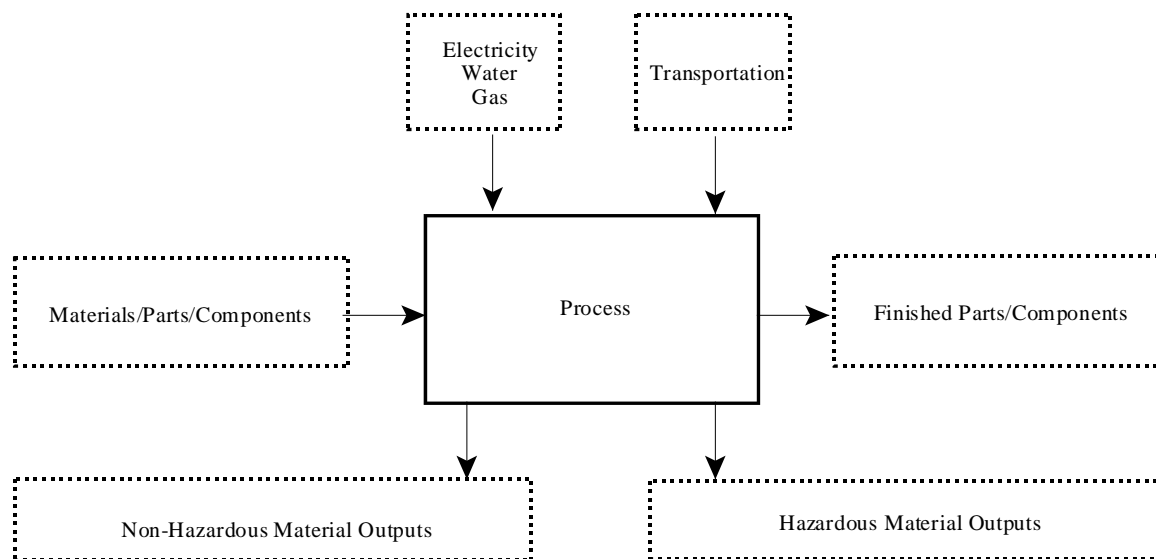 Electricity
Water
Gas
Transportation
Materials/Parts/Components
Process
Finished Parts/Components
Non-Hazardous Material Outputs
Hazardous Material Outputs